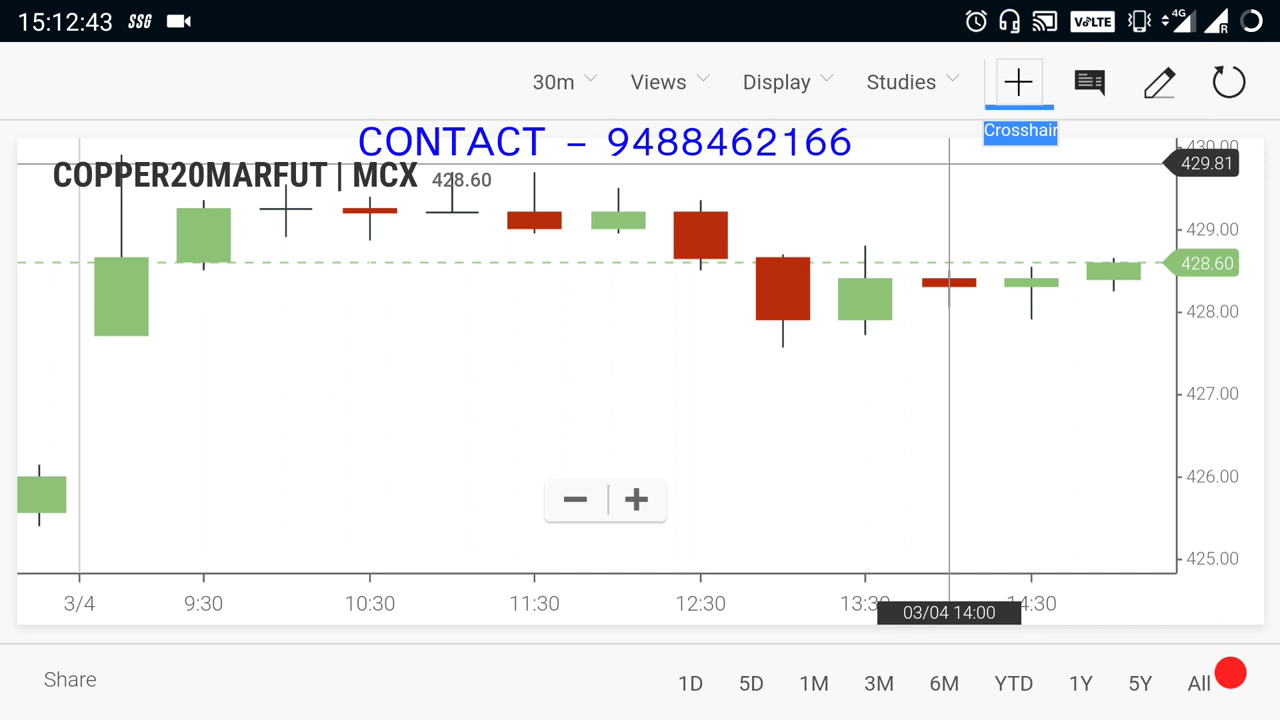 15:12:43 SSG VoLTE 4G R
30m Views Display Studies
Crosshair
CONTACT - 9488462166
COPPER20MARFUT | MCX 428.60
430.00
429.81
429.00
428.60
428.00
427.00
426.00
425.00
3/4 9:30 10:30 11:30 12:30 13:30 14:30
03/04 14:00
Share 1D 5D 1M 3M 6M YTD 1Y 5Y All